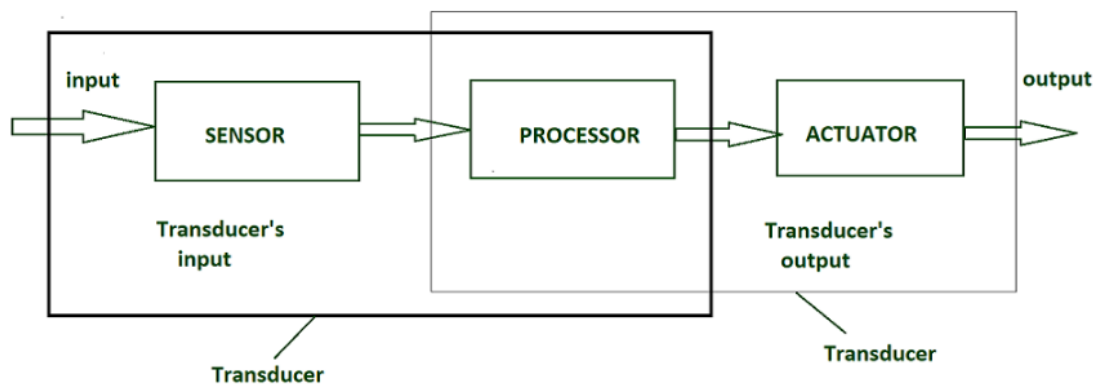 input
output
SENSOR
PROCESSOR
ACTUATOR
Transducer's
input
Transducer's
output
Transducer
Transducer